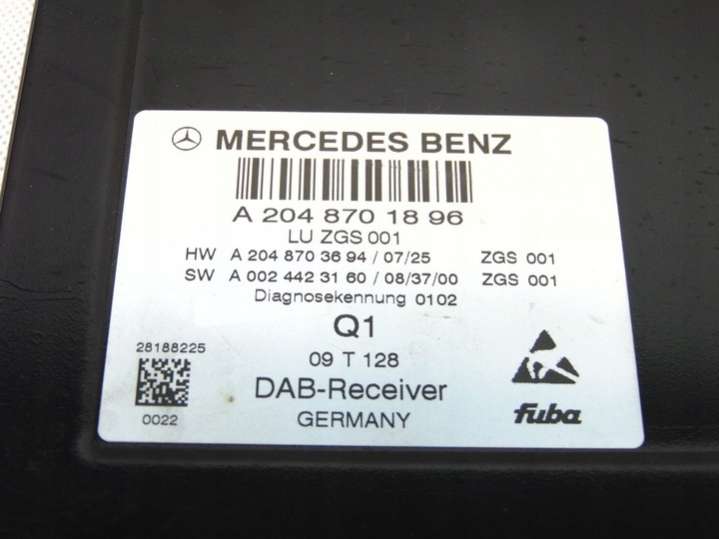 MERCEDES BENZ
A 204 870 18 96
LU ZGS 001
HW A 204 870 36 94 / 07/25 ZGS 001
SW A 002 442 31 60 / 08/37/00 ZGS 001
Diagnosekennung 0102
Q1
28188225
09 T 128
DAB-Receiver
0022
GERMANY
fuba